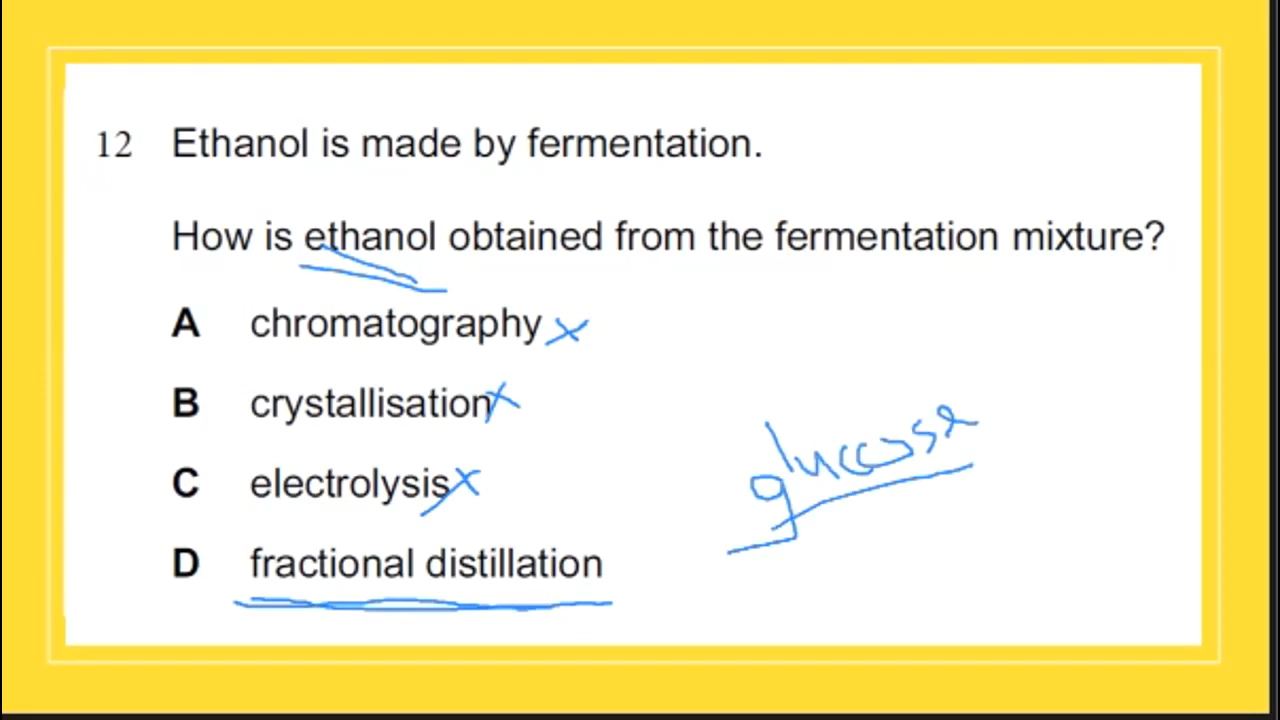 12 Ethanol is made by fermentation.
How is ethanol obtained from the fermentation mixture?
A chromatography x
B crystallisation x
C electrolysis x
D fractional distillation
glucose